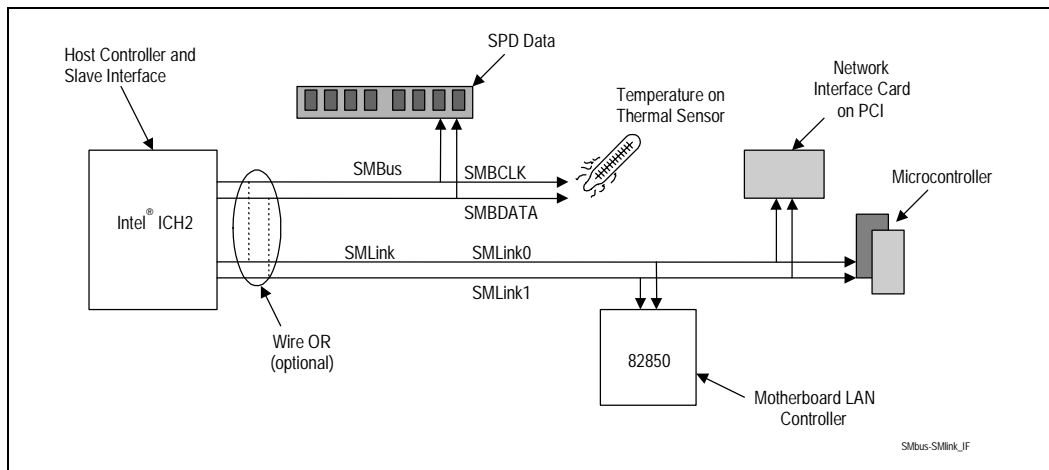 SPD Data
Host Controller and
Slave Interface
Network
Interface Card
on PCI
Temperature on
Thermal Sensor
Microcontroller
SMBus
SMBCLK
SMBDATA
Intel® ICH2
SMLink
SMLink0
SMLink1
Wire OR
(optional)
82850
Motherboard LAN
Controller
SMbus-SMlink_IF